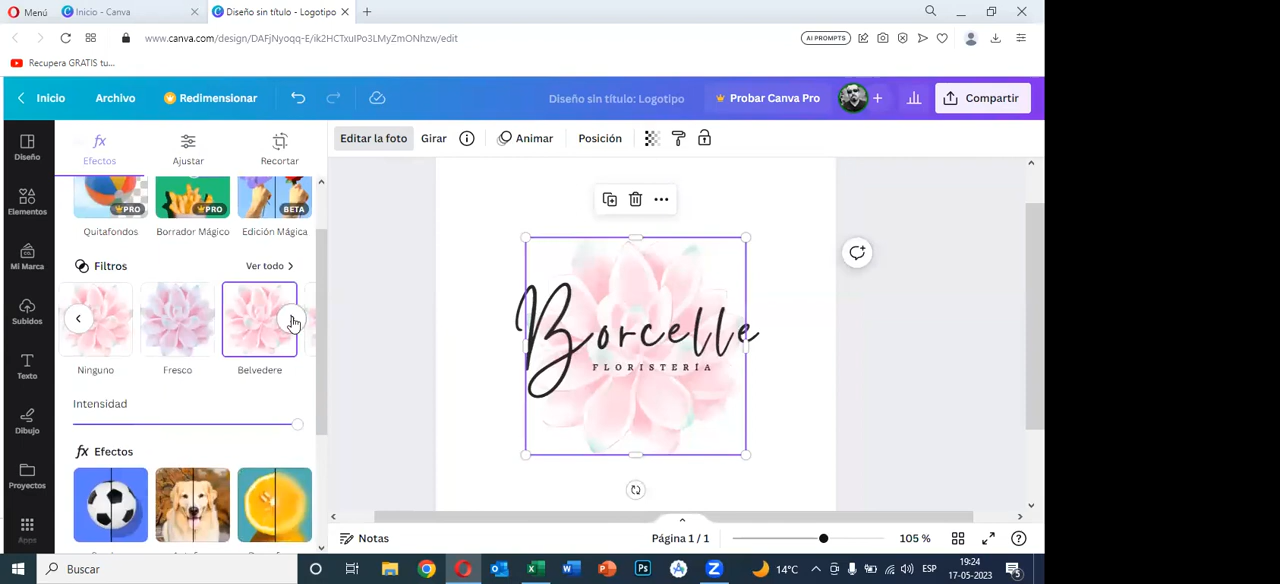 Menú
Inicio - Canva
Diseño sin título - Logotipo
www.canva.com/design/DAFjNyoqq-E/ik2HCTxuIPo3LMyZmONhzw/edit
AI PROMPTS
Recupera GRATIS tu...
Inicio
Archivo
Redimensionar
Diseño sin título: Logotipo
Probar Canva Pro
Compartir
Diseño
Elementos
Mi Marca
Subidos
Texto
Dibujo
Proyectos
Apps
Efectos
Ajustar
Recortar
Editar la foto
Girar
Animar
Posición
PRO
PRO
BETA
Quitafondos
Borrador Mágico
Edición Mágica
Filtros
Ver todo
Ninguno
Fresco
Belvedere
Intensidad
fx Efectos
Borcelle
FLORISTERÍA
Notas
Página 1 / 1
105 %
Buscar
14°C
ESP
19:24
17-05-2023
5